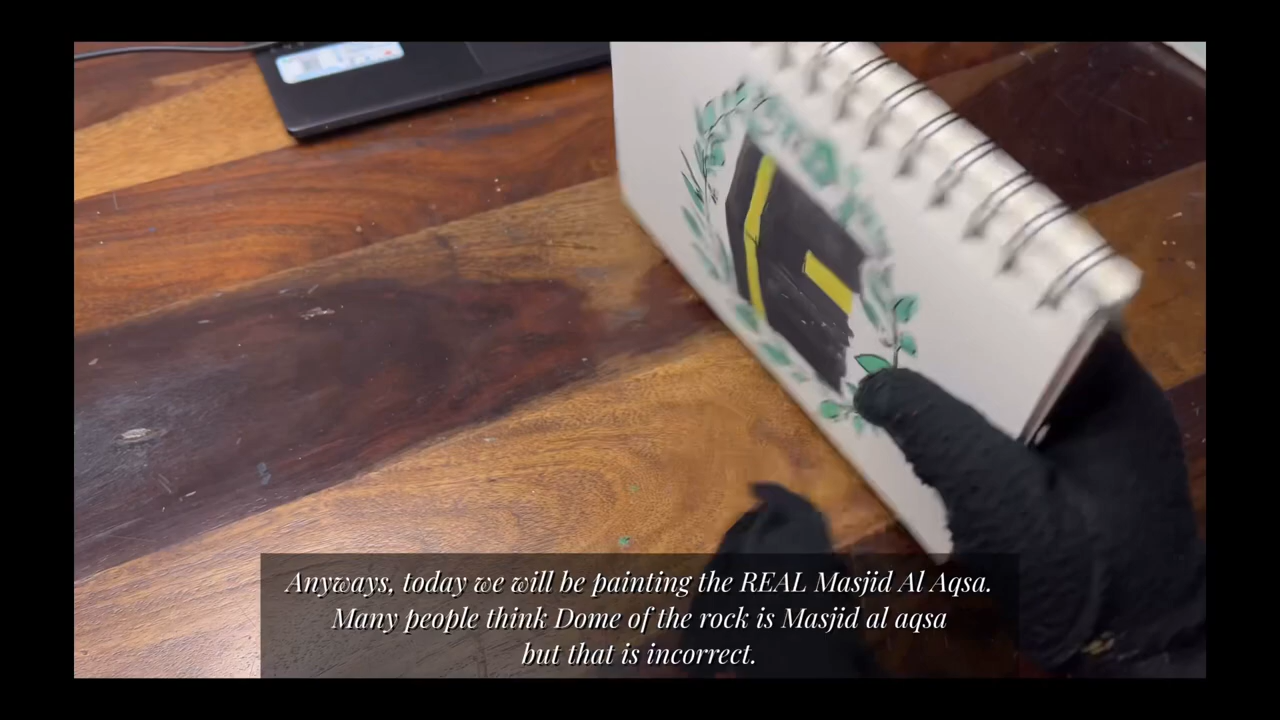 Anyways, today we will be painting the REAL Masjid Al Aqsa.
Many people think Dome of the rock is Masjid al aqsa
but that is incorrect.